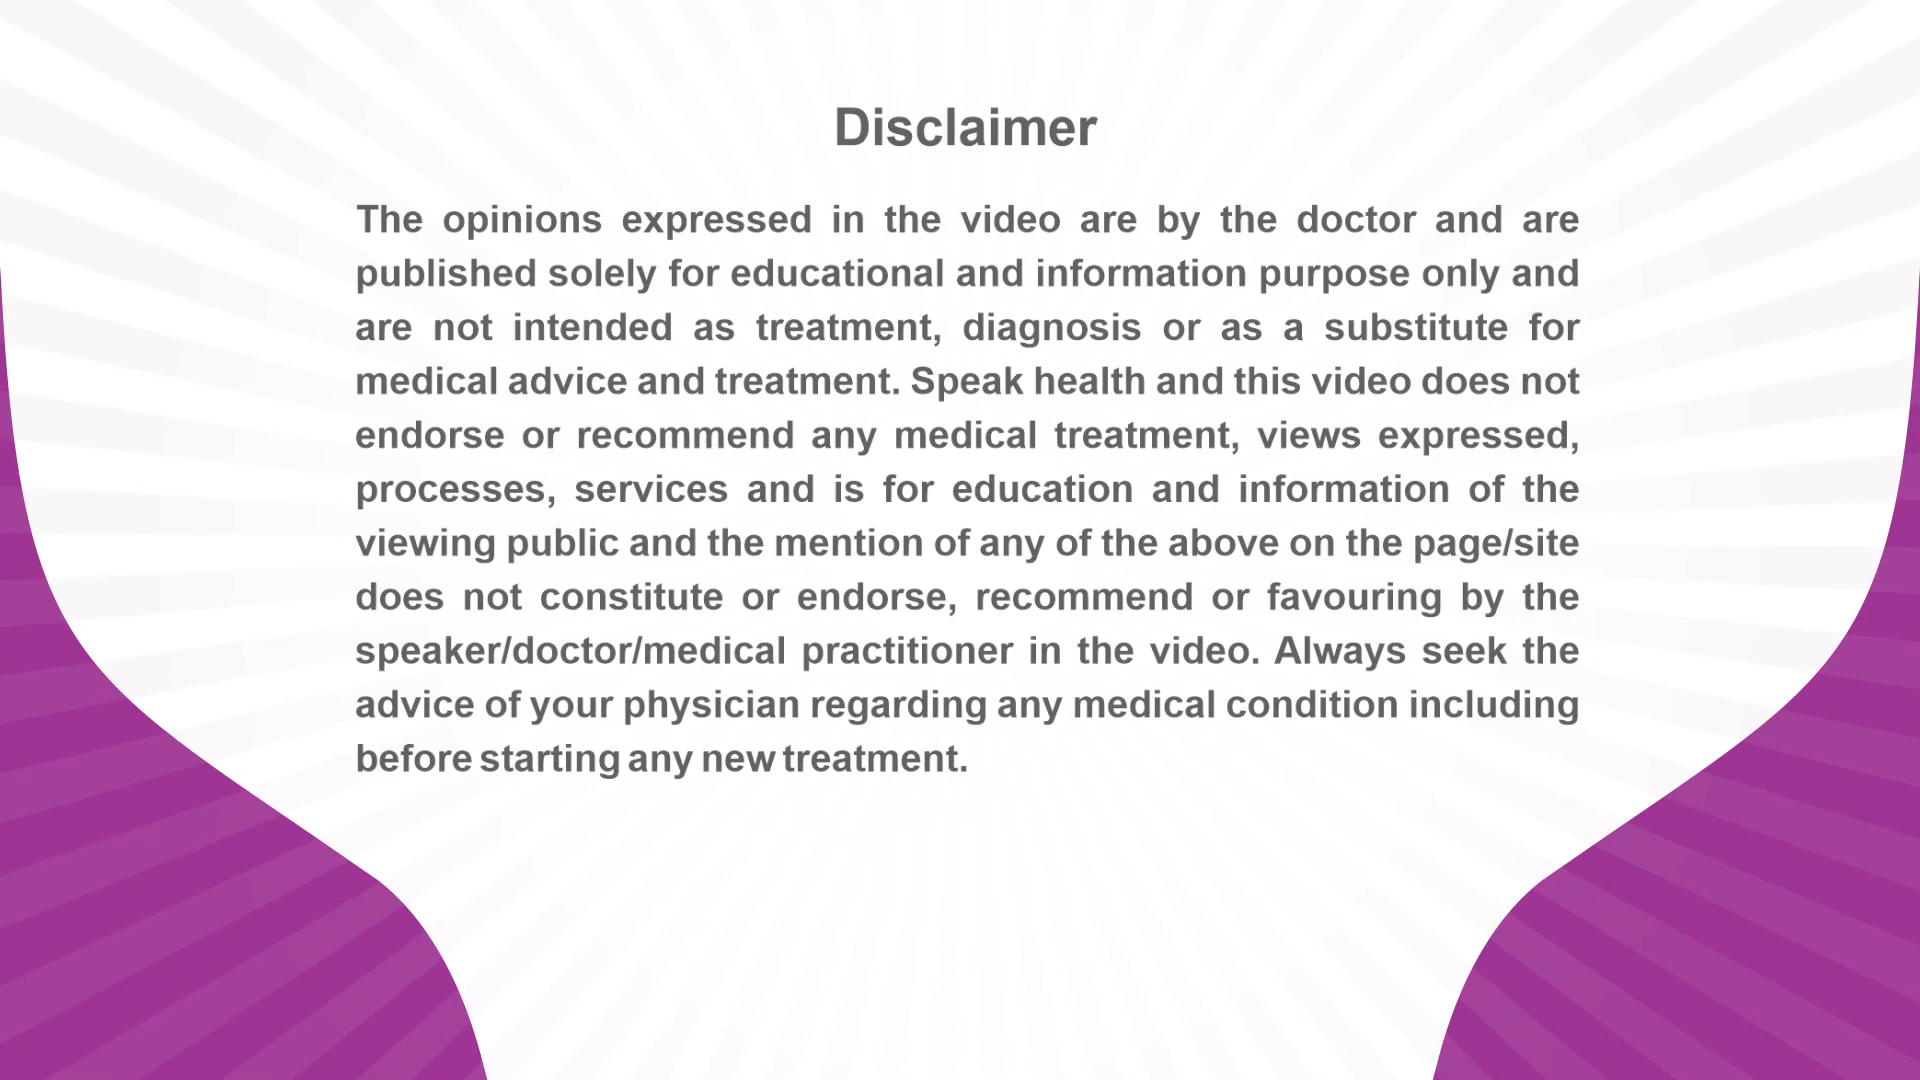 Disclaimer
The opinions expressed in the video are by the doctor and are
published solely for educational and information purpose only and
are not intended as treatment, diagnosis or as a substitute for
medical advice and treatment. Speak health and this video does not
endorse or recommend any medical treatment, views expressed,
processes, services and is for education and information of the
viewing public and the mention of any of the above on the page/site
does not constitute or endorse, recommend or favouring by the
speaker/doctor/medical practitioner in the video. Always seek the
advice of your physician regarding any medical condition including
before starting any new treatment.